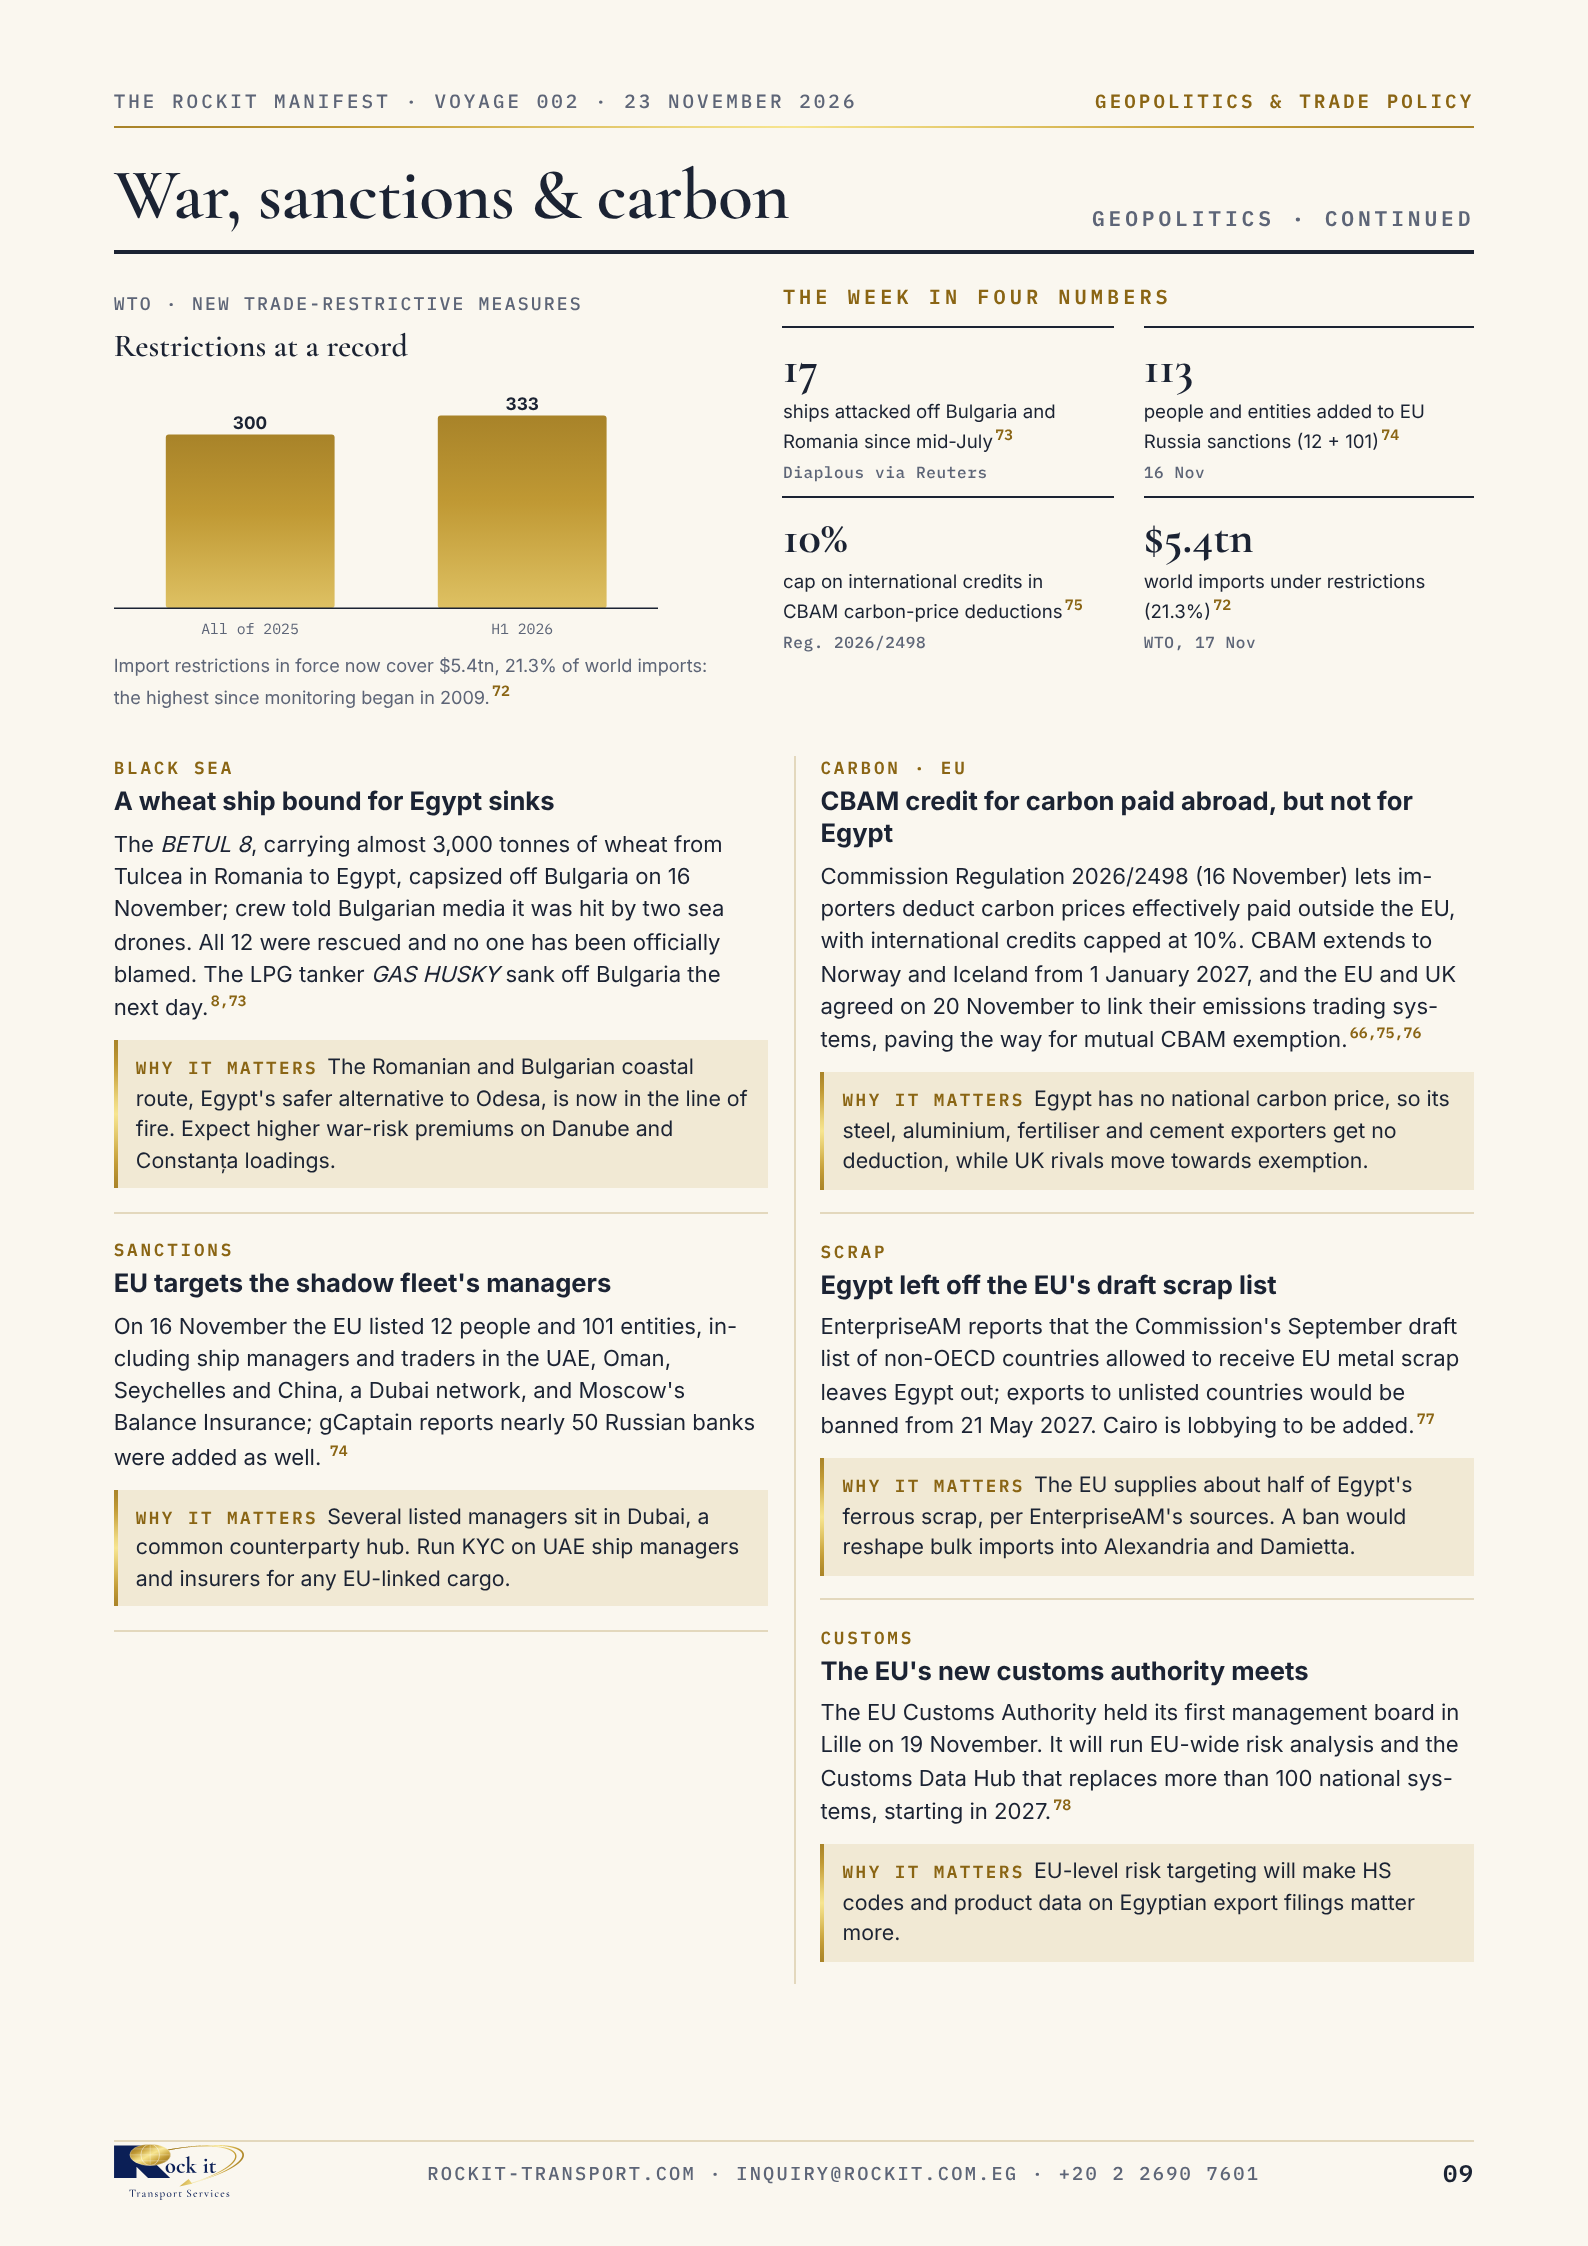 THE ROCKIT MANIFEST · VOYAGE 002 · 23 NOVEMBER 2026
GEOPOLITICS & TRADE POLICY
War, sanctions & carbon
GEOPOLITICS · CONTINUED
WTO · NEW TRADE-RESTRICTIVE MEASURES
Restrictions at a record
300
333
All of 2025
H1 2026
Import restrictions in force now cover $5.4tn, 21.3% of world imports:
the highest since monitoring began in 2009.72
THE WEEK IN FOUR NUMBERS
17
ships attacked off Bulgaria and
Romania since mid-July73
Diaplous via Reuters
113
people and entities added to EU
Russia sanctions (12 + 101)74
16 Nov
10%
cap on international credits in
CBAM carbon-price deductions75
Reg. 2026/2498
$5.4tn
world imports under restrictions
(21.3%)72
WTO, 17 Nov
BLACK SEA
A wheat ship bound for Egypt sinks
The BETUL 8, carrying almost 3,000 tonnes of wheat from
Tulcea in Romania to Egypt, capsized off Bulgaria on 16
November; crew told Bulgarian media it was hit by two sea
drones. All 12 were rescued and no one has been officially
blamed. The LPG tanker GAS HUSKY sank off Bulgaria the
next day.8,73
WHY IT MATTERS The Romanian and Bulgarian coastal
route, Egypt's safer alternative to Odesa, is now in the line of
fire. Expect higher war-risk premiums on Danube and
Constanța loadings.
SANCTIONS
EU targets the shadow fleet's managers
On 16 November the EU listed 12 people and 101 entities, in-
cluding ship managers and traders in the UAE, Oman,
Seychelles and China, a Dubai network, and Moscow's
Balance Insurance; gCaptain reports nearly 50 Russian banks
were added as well. 74
WHY IT MATTERS Several listed managers sit in Dubai, a
common counterparty hub. Run KYC on UAE ship managers
and insurers for any EU-linked cargo.
CARBON · EU
CBAM credit for carbon paid abroad, but not for
Egypt
Commission Regulation 2026/2498 (16 November) lets im-
porters deduct carbon prices effectively paid outside the EU,
with international credits capped at 10%. CBAM extends to
Norway and Iceland from 1 January 2027, and the EU and UK
agreed on 20 November to link their emissions trading sys-
tems, paving the way for mutual CBAM exemption.66,75,76
WHY IT MATTERS Egypt has no national carbon price, so its
steel, aluminium, fertiliser and cement exporters get no
deduction, while UK rivals move towards exemption.
SCRAP
Egypt left off the EU's draft scrap list
EnterpriseAM reports that the Commission's September draft
list of non-OECD countries allowed to receive EU metal scrap
leaves Egypt out; exports to unlisted countries would be
banned from 21 May 2027. Cairo is lobbying to be added.77
WHY IT MATTERS The EU supplies about half of Egypt's
ferrous scrap, per EnterpriseAM's sources. A ban would
reshape bulk imports into Alexandria and Damietta.
CUSTOMS
The EU's new customs authority meets
The EU Customs Authority held its first management board in
Lille on 19 November. It will run EU-wide risk analysis and the
Customs Data Hub that replaces more than 100 national sys-
tems, starting in 2027.78
WHY IT MATTERS EU-level risk targeting will make HS
codes and product data on Egyptian export filings matter
more.
Rock it
Transport Services
ROCKIT-TRANSPORT.COM · INQUIRY@ROCKIT.COM.EG · +20 2 2690 7601
09